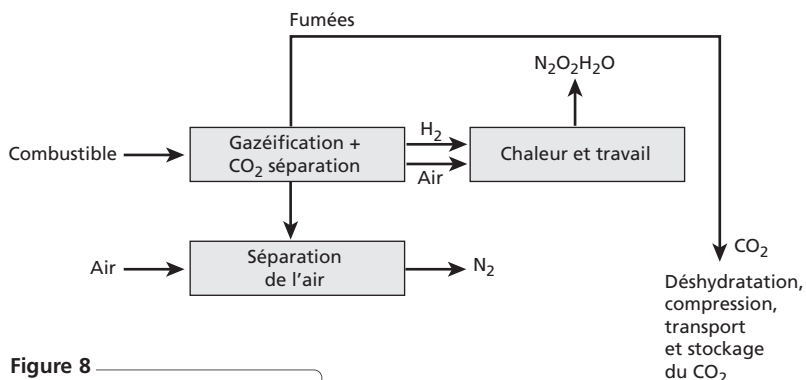 Fumées
N₂O₂H₂O
Combustible
Gazéification +
CO₂ séparation
H₂
Air
Chaleur et travail
Air
Séparation
de l'air
N₂
CO₂
Déshydratation,
compression,
transport
et stockage
du CO₂
Figure 8